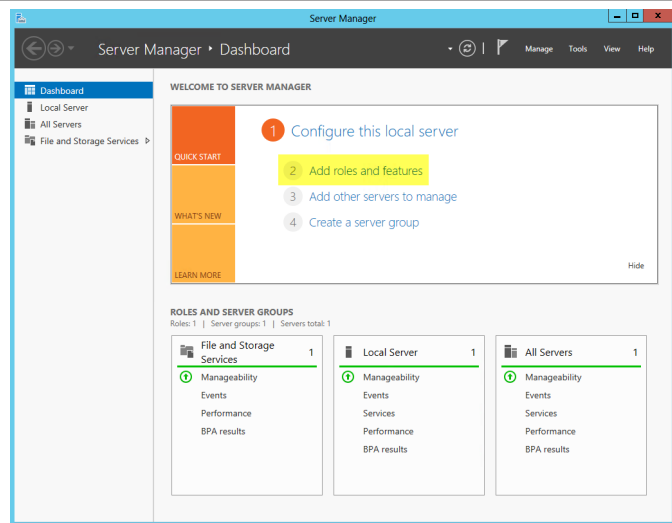 Server Manager
Server Manager ‣ Dashboard
Manage Tools View Help
Dashboard
Local Server
All Servers
File and Storage Services
WELCOME TO SERVER MANAGER
QUICK START
WHAT'S NEW
LEARN MORE
1 Configure this local server
2 Add roles and features
3 Add other servers to manage
4 Create a server group
Hide
ROLES AND SERVER GROUPS
Roles: 1 | Server groups: 1 | Servers total: 1
File and Storage
Services 1
Manageability
Events
Performance
BPA results
Local Server 1
Manageability
Events
Services
Performance
BPA results
All Servers 1
Manageability
Events
Services
Performance
BPA results